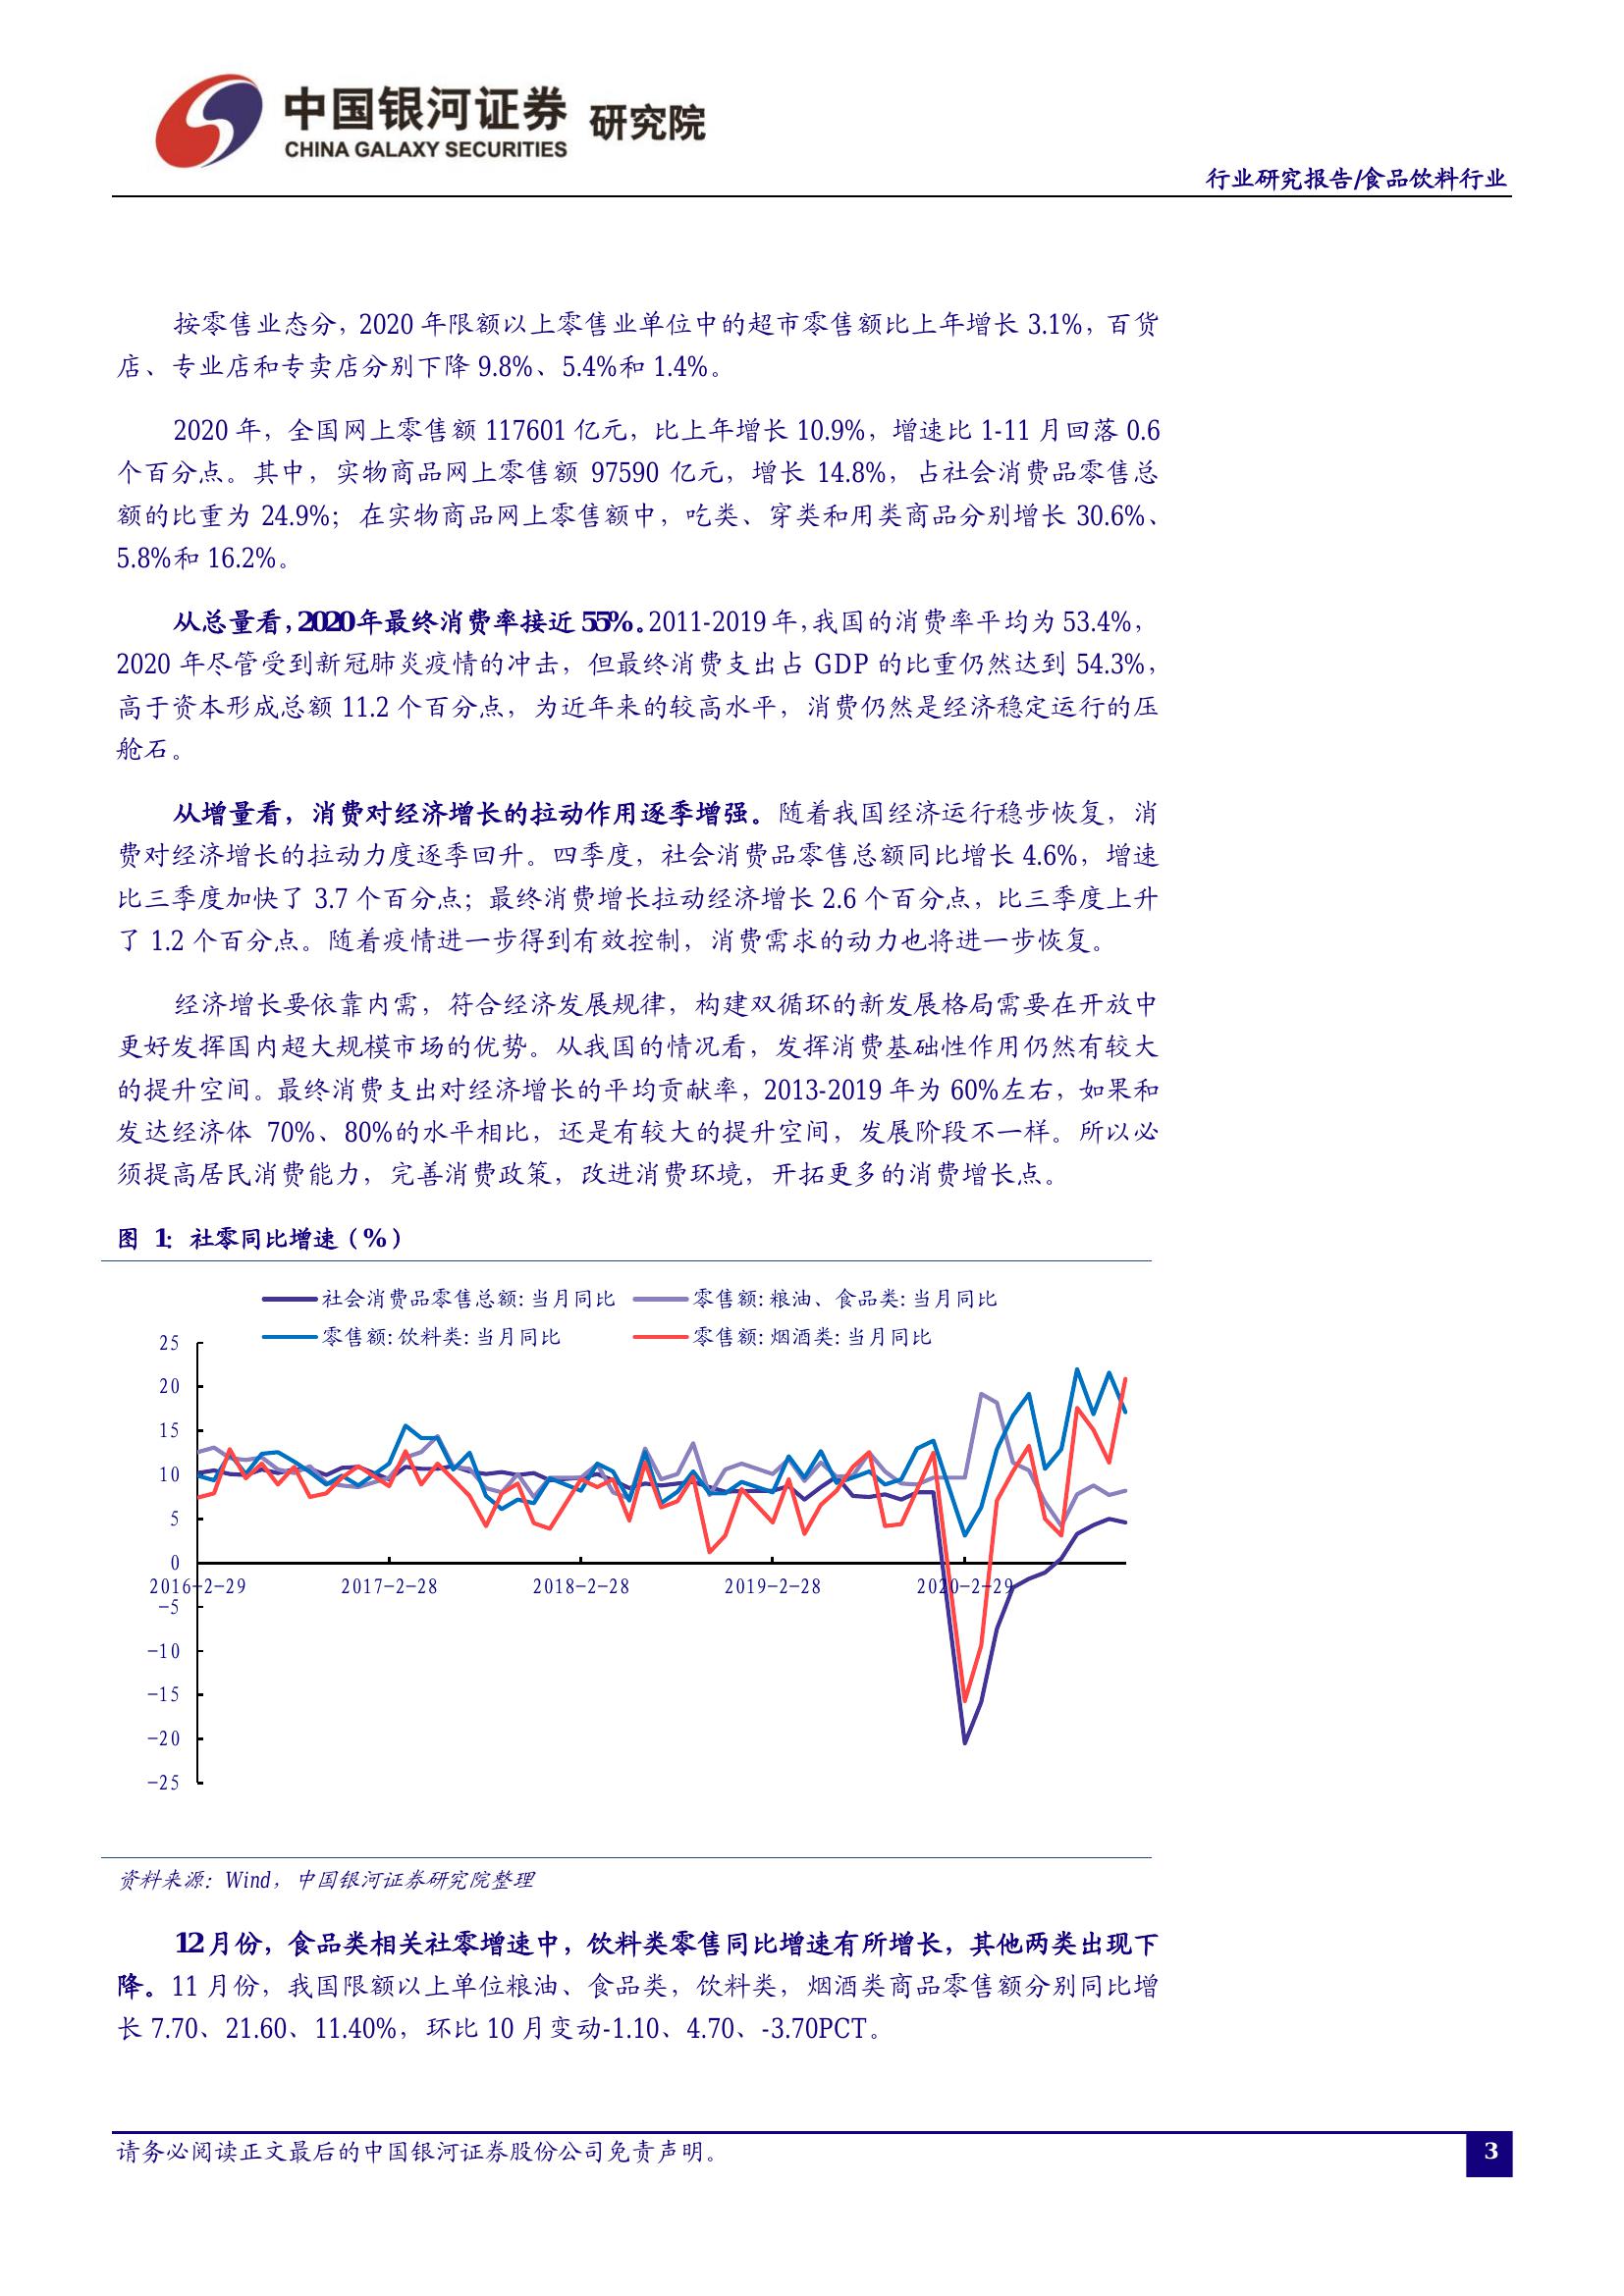 中国银河证券 研究院
CHINA GALAXY SECURITIES
行业研究报告/食品饮料行业
按零售业态分，2020 年限额以上零售业单位中的超市零售额比上年增长 3.1%，百货
店、专业店和专卖店分别下降 9.8%、5.4%和 1.4%。
2020 年，全国网上零售额 117601 亿元，比上年增长 10.9%，增速比 1-11 月回落 0.6
个百分点。其中，实物商品网上零售额 97590 亿元，增长 14.8%，占社会消费品零售总
额的比重为 24.9%；在实物商品网上零售额中，吃类、穿类和用类商品分别增长 30.6%、
5.8%和 16.2%。
从总量看，2020年最终消费率接近 55%。2011-2019 年，我国的消费率平均为 53.4%，
2020 年尽管受到新冠肺炎疫情的冲击，但最终消费支出占 GDP 的比重仍然达到 54.3%，
高于资本形成总额 11.2 个百分点，为近年来的较高水平，消费仍然是经济稳定运行的压
舱石。
从增量看，消费对经济增长的拉动作用逐季增强。随着我国经济运行稳步恢复，消
费对经济增长的拉动力度逐季回升。四季度，社会消费品零售总额同比增长 4.6%，增速
比三季度加快了 3.7 个百分点；最终消费增长拉动经济增长 2.6 个百分点，比三季度上升
了 1.2 个百分点。随着疫情进一步得到有效控制，消费需求的动力也将进一步恢复。
经济增长要依靠内需，符合经济发展规律，构建双循环的新发展格局需要在开放中
更好发挥国内超大规模市场的优势。从我国的情况看，发挥消费基础性作用仍然有较大
的提升空间。最终消费支出对经济增长的平均贡献率，2013-2019 年为 60%左右，如果和
发达经济体 70%、80%的水平相比，还是有较大的提升空间，发展阶段不一样。所以必
须提高居民消费能力，完善消费政策，改进消费环境，开拓更多的消费增长点。
图 1：社零同比增速（%）
社会消费品零售总额:当月同比 零售额:粮油、食品类:当月同比
零售额:饮料类:当月同比 零售额:烟酒类:当月同比
25
20
15
10
5
0
2016-2-29 2017-2-28 2018-2-28 2019-2-28 2020-2-29
-5
-10
-15
-20
-25
资料来源：Wind，中国银河证券研究院整理
12 月份，食品类相关社零增速中，饮料类零售同比增速有所增长，其他两类出现下
降。11 月份，我国限额以上单位粮油、食品类，饮料类，烟酒类商品零售额分别同比增
长 7.70、21.60、11.40%，环比 10 月变动-1.10、4.70、-3.70PCT。
请务必阅读正文最后的中国银河证券股份公司免责声明。
3